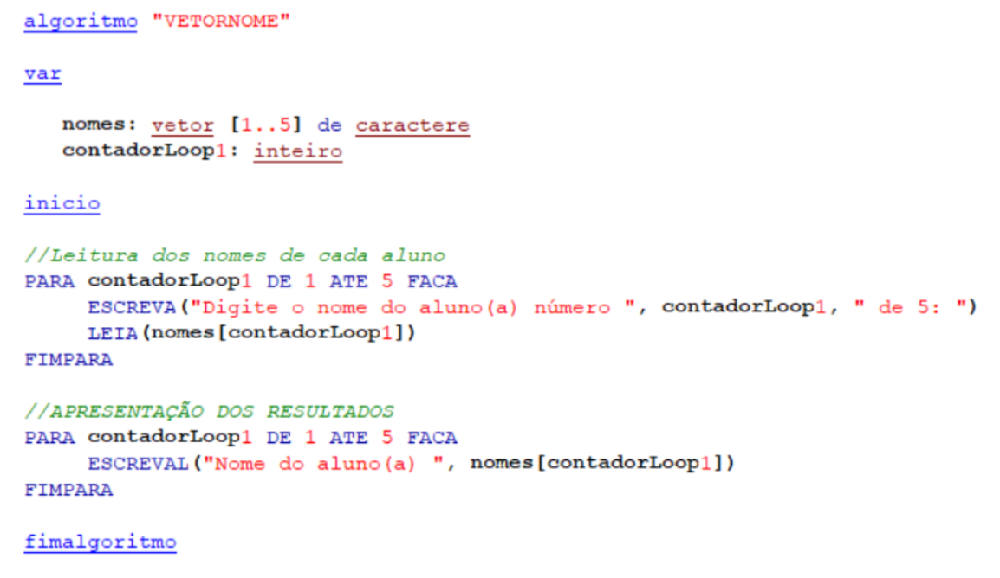 algoritmo "VETORNOME"
var
nomes: vetor [1..5] de caractere
contadorLoop1: inteiro
inicio
//Leitura dos nomes de cada aluno
PARA contadorLoop1 DE 1 ATE 5 FACA
ESCREVA("Digite o nome do aluno(a) número ", contadorLoop1, " de 5: ")
LEIA(nomes[contadorLoop1])
FIMPARA
//APRESENTAÇÃO DOS RESULTADOS
PARA contadorLoop1 DE 1 ATE 5 FACA
ESCREVAL("Nome do aluno(a) ", nomes[contadorLoop1])
FIMPARA
fimalgoritmo